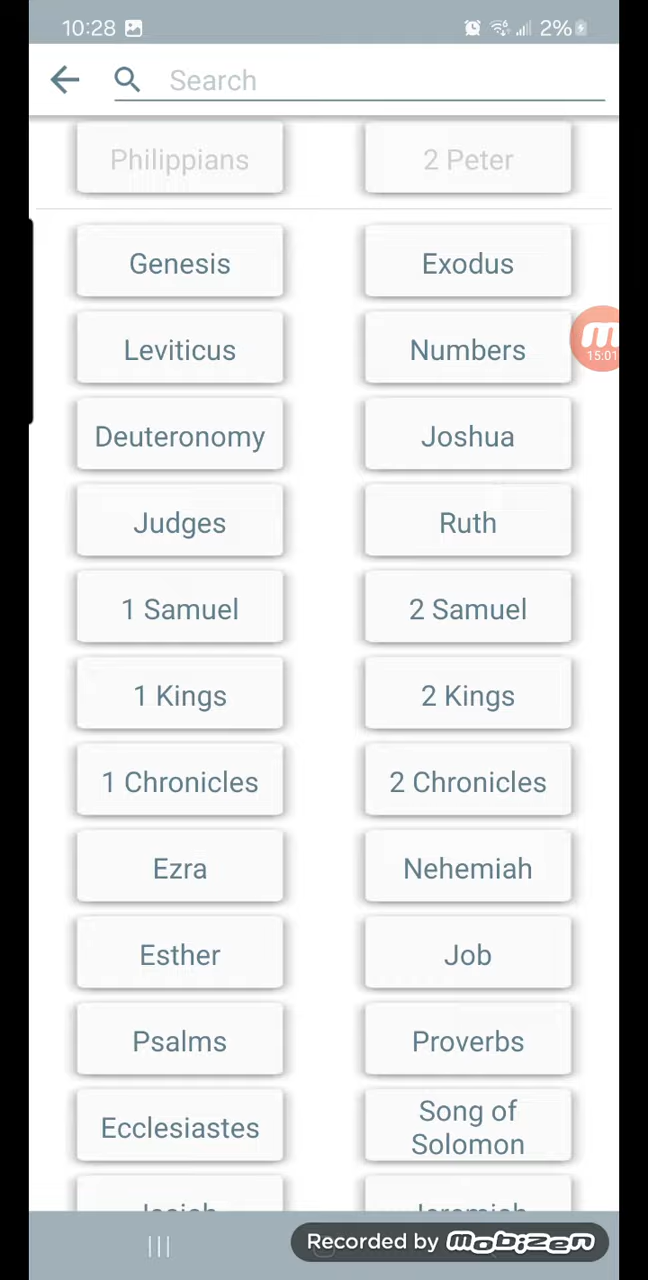 10:28 2%
Search
Philippians 2 Peter
Genesis Exodus
Leviticus Numbers
15:01
Deuteronomy Joshua
Judges Ruth
1 Samuel 2 Samuel
1 Kings 2 Kings
1 Chronicles 2 Chronicles
Ezra Nehemiah
Esther Job
Psalms Proverbs
Ecclesiastes Song of
Solomon
Isaiah Jeremiah
Recorded by mobizen